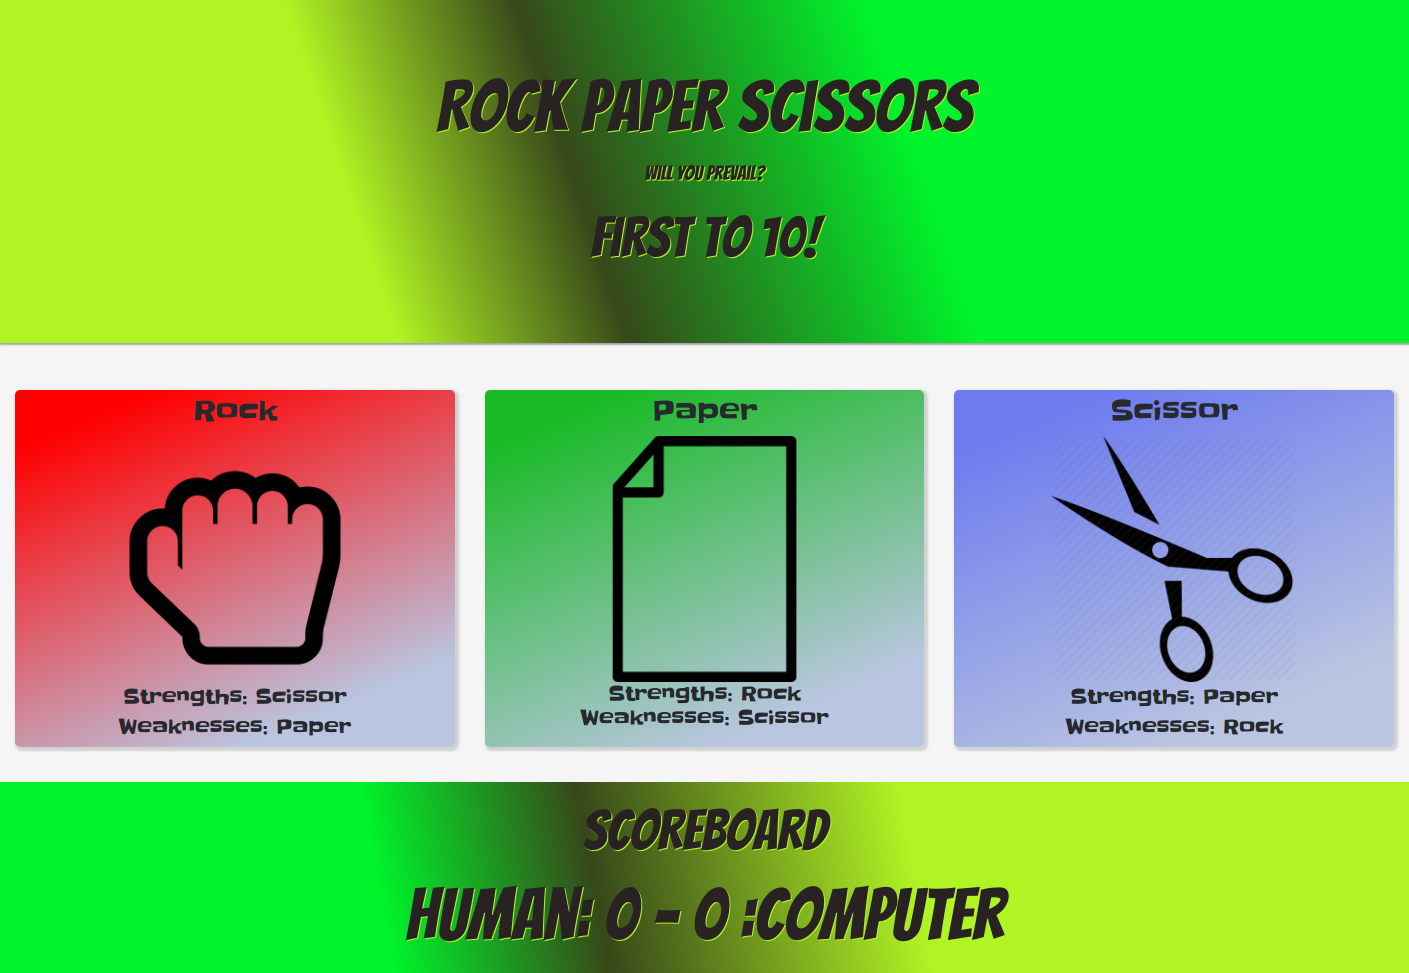 ROCK PAPER SCISSORS
WILL YOU PREVAIL?
FIRST TO 10!
Rock
Strengths: Scissor
Weaknesses: Paper
Paper
Strengths: Rock
Weaknesses: Scissor
Scissor
Strengths: Paper
Weaknesses: Rock
SCOREBOARD
HUMAN: 0 - 0 :COMPUTER